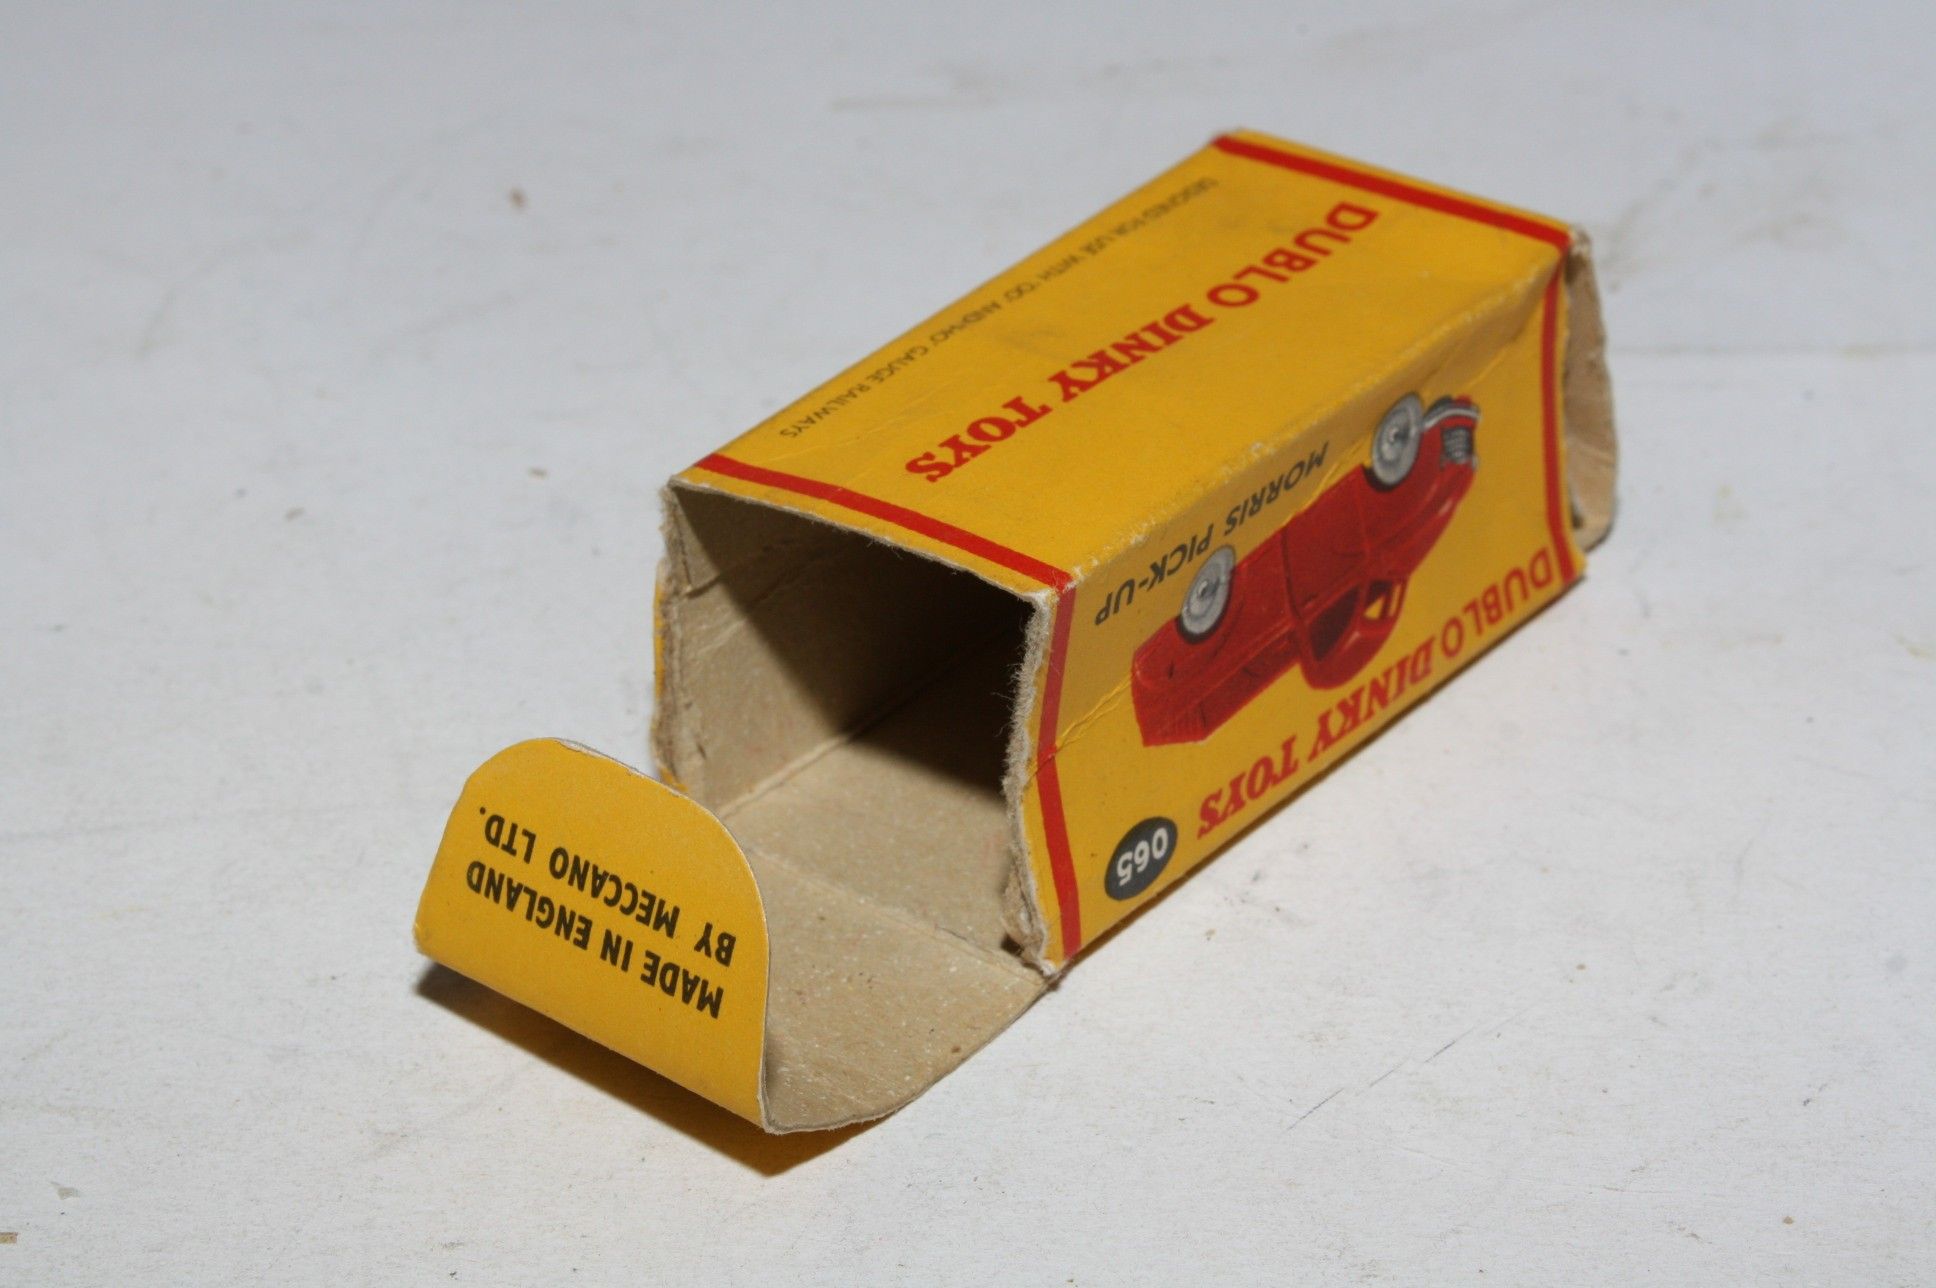 DESIGNED FOR USE WITH 'OO' AND 'HO' GAUGE RAILWAYS
DUBLO DINKY TOYS
DUBLO DINKY TOYS
065
MORRIS PICK-UP
MADE IN ENGLAND
BY MECCANO LTD.